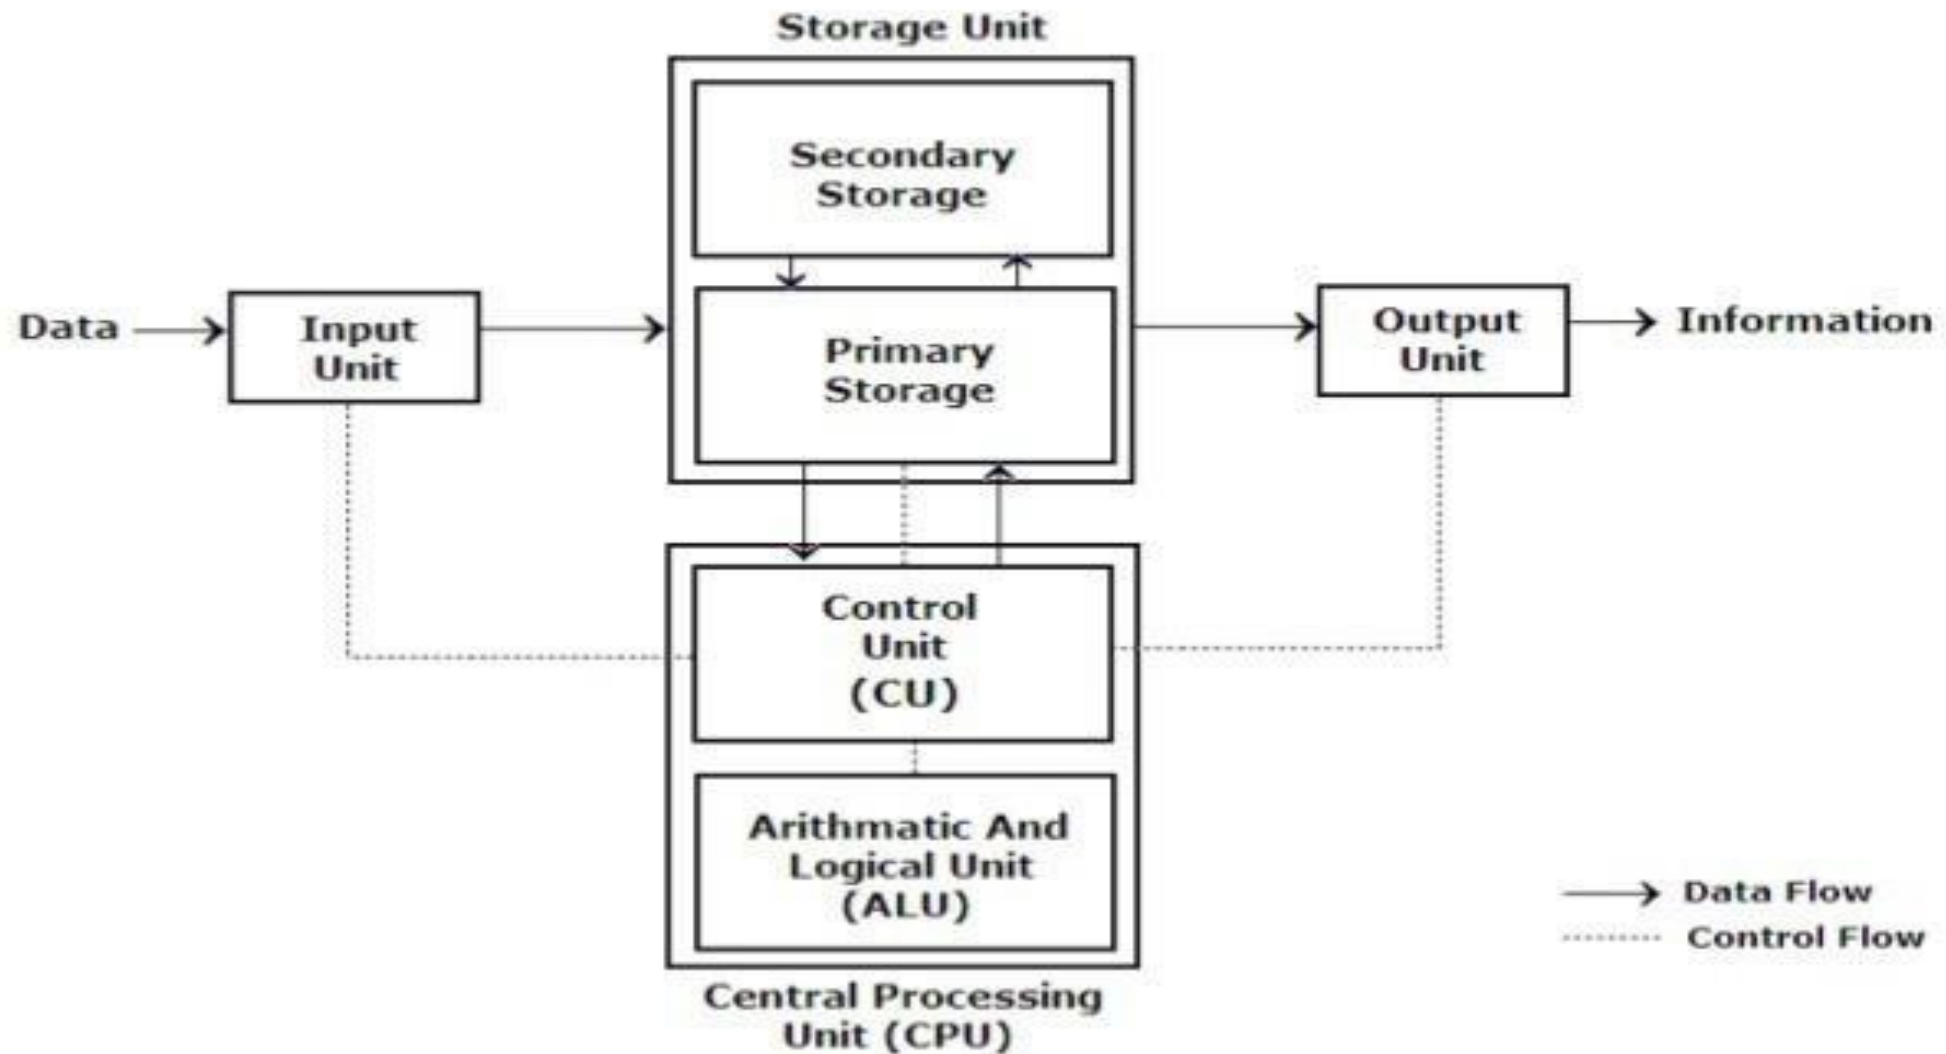 Storage Unit
Secondary
Storage
Data
Input
Unit
Primary
Storage
Output
Unit
Information
Control
Unit
(CU)
Arithmatic And
Logical Unit
(ALU)
Data Flow
Control Flow
Central Processing
Unit (CPU)